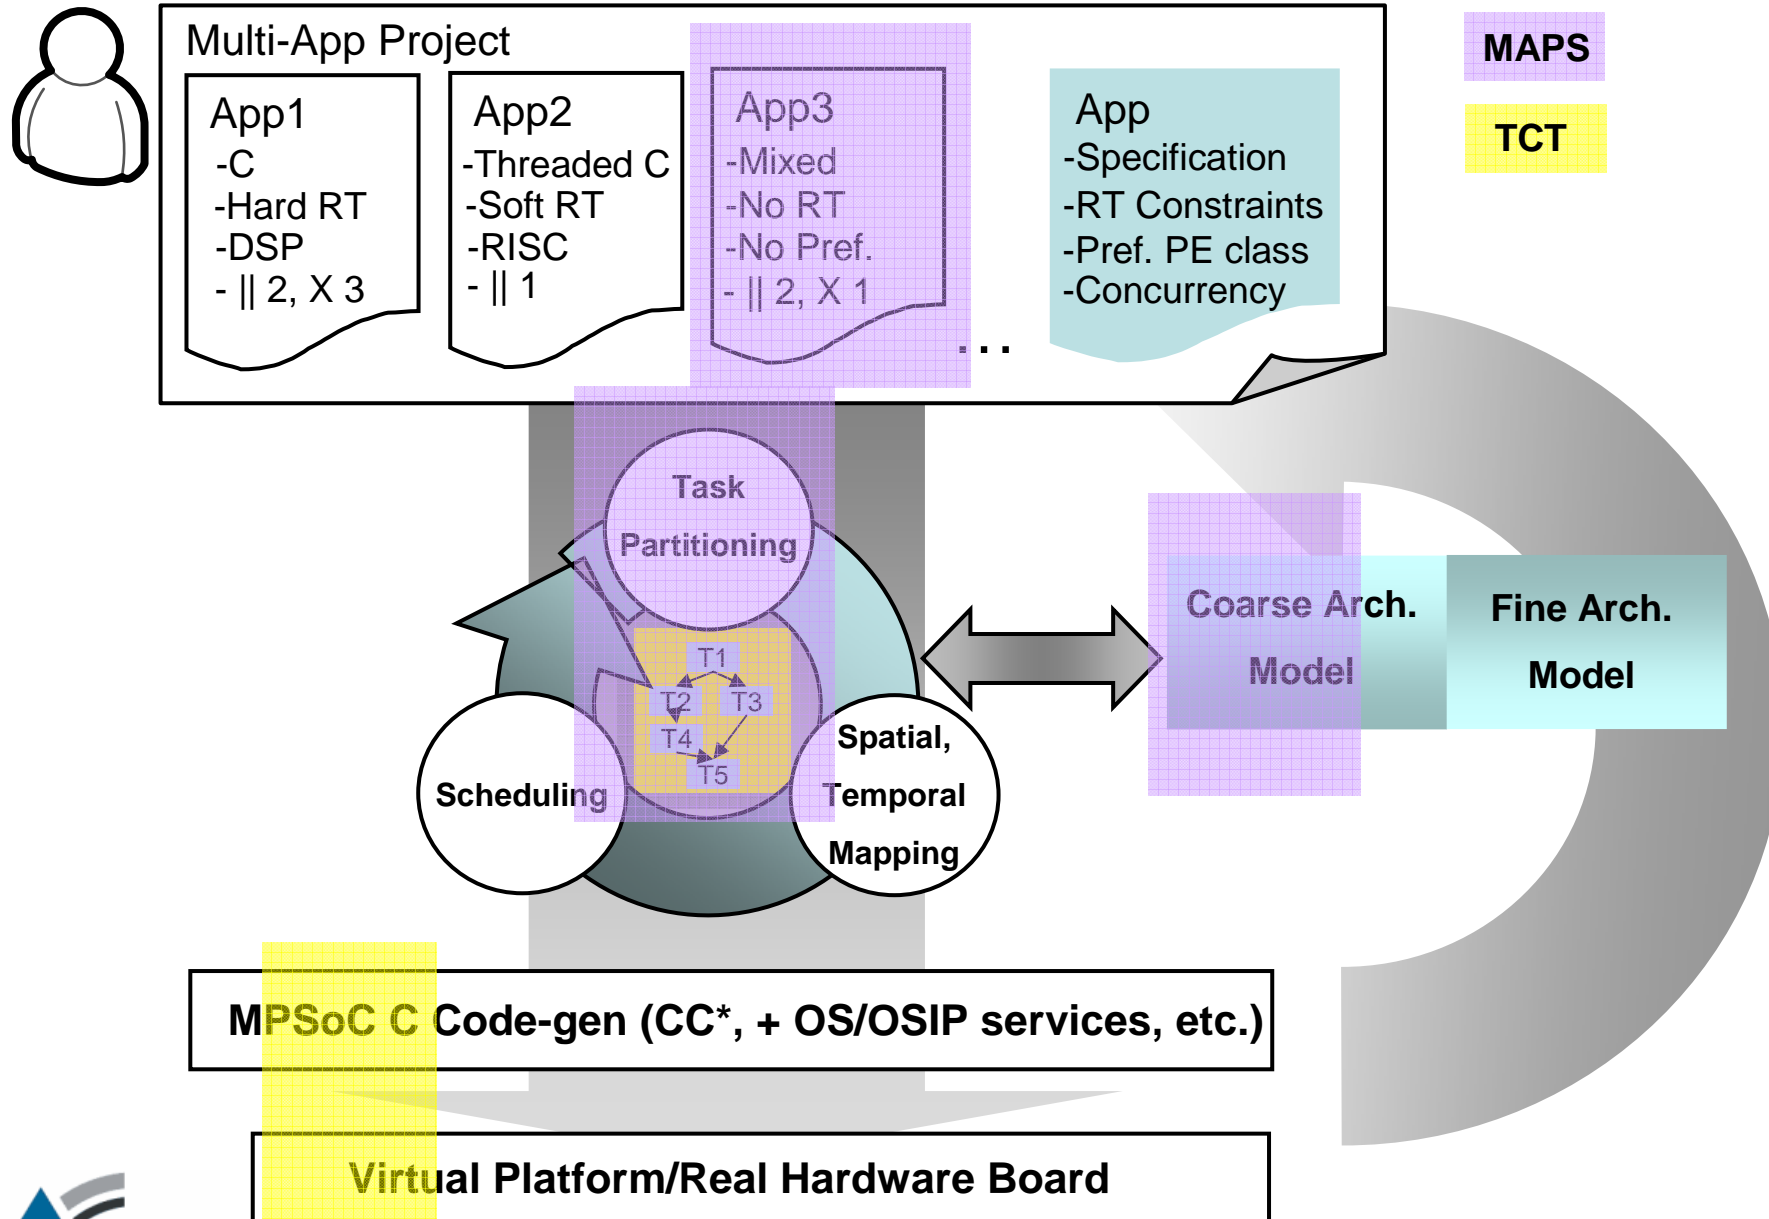 Multi-App Project
App1
-C
-Hard RT
-DSP
- || 2, X 3
App2
-Threaded C
-Soft RT
-RISC
- || 1
App3
-Mixed
-No RT
-No Pref.
- || 2, X 1
...
App
-Specification
-RT Constraints
-Pref. PE class
-Concurrency
MAPS
TCT
Task
Partitioning
T1
T2
T3
T4
T5
Scheduling
Spatial,
Temporal
Mapping
Coarse Arch.
Model
Fine Arch.
Model
MPSoC C Code-gen (CC*, + OS/OSIP services, etc.)
Virtual Platform/Real Hardware Board